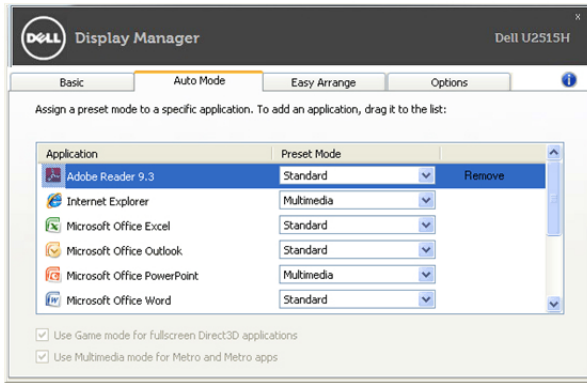 x
DELL Display Manager Dell U2515H
Basic Auto Mode Easy Arrange Options i
Assign a preset mode to a specific application. To add an application, drag it to the list:
Application Preset Mode
Adobe Reader 9.3 Standard Remove
Internet Explorer Multimedia
Microsoft Office Excel Standard
Microsoft Office Outlook Standard
Microsoft Office PowerPoint Multimedia
Microsoft Office Word Standard
Use Game mode for fullscreen Direct3D applications
Use Multimedia mode for Metro and Metro apps